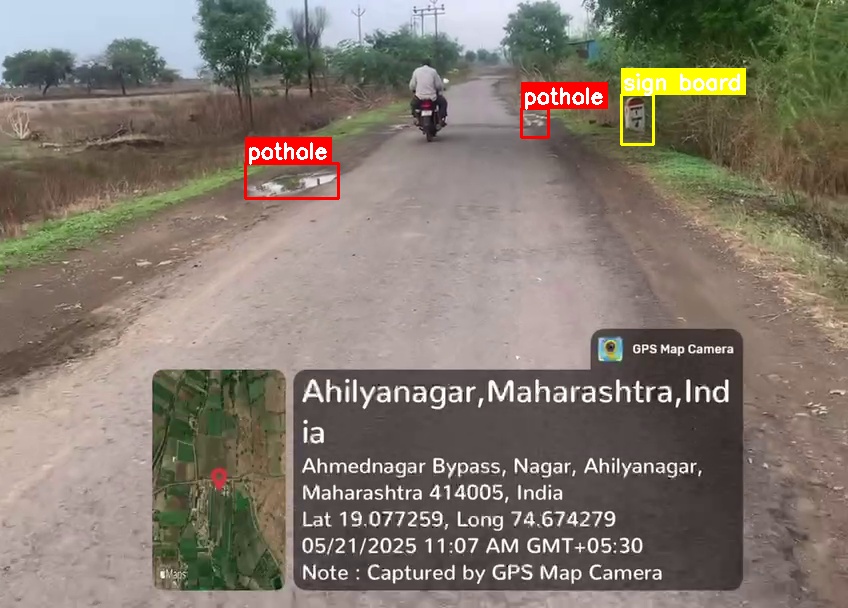 sign board
pothole
pothole
GPS Map Camera
Ahilyanagar,Maharashtra,Ind
ia
Ahmednagar Bypass, Nagar, Ahilyanagar,
Maharashtra 414005, India
Lat 19.077259, Long 74.674279
05/21/2025 11:07 AM GMT+05:30
Note : Captured by GPS Map Camera
Maps